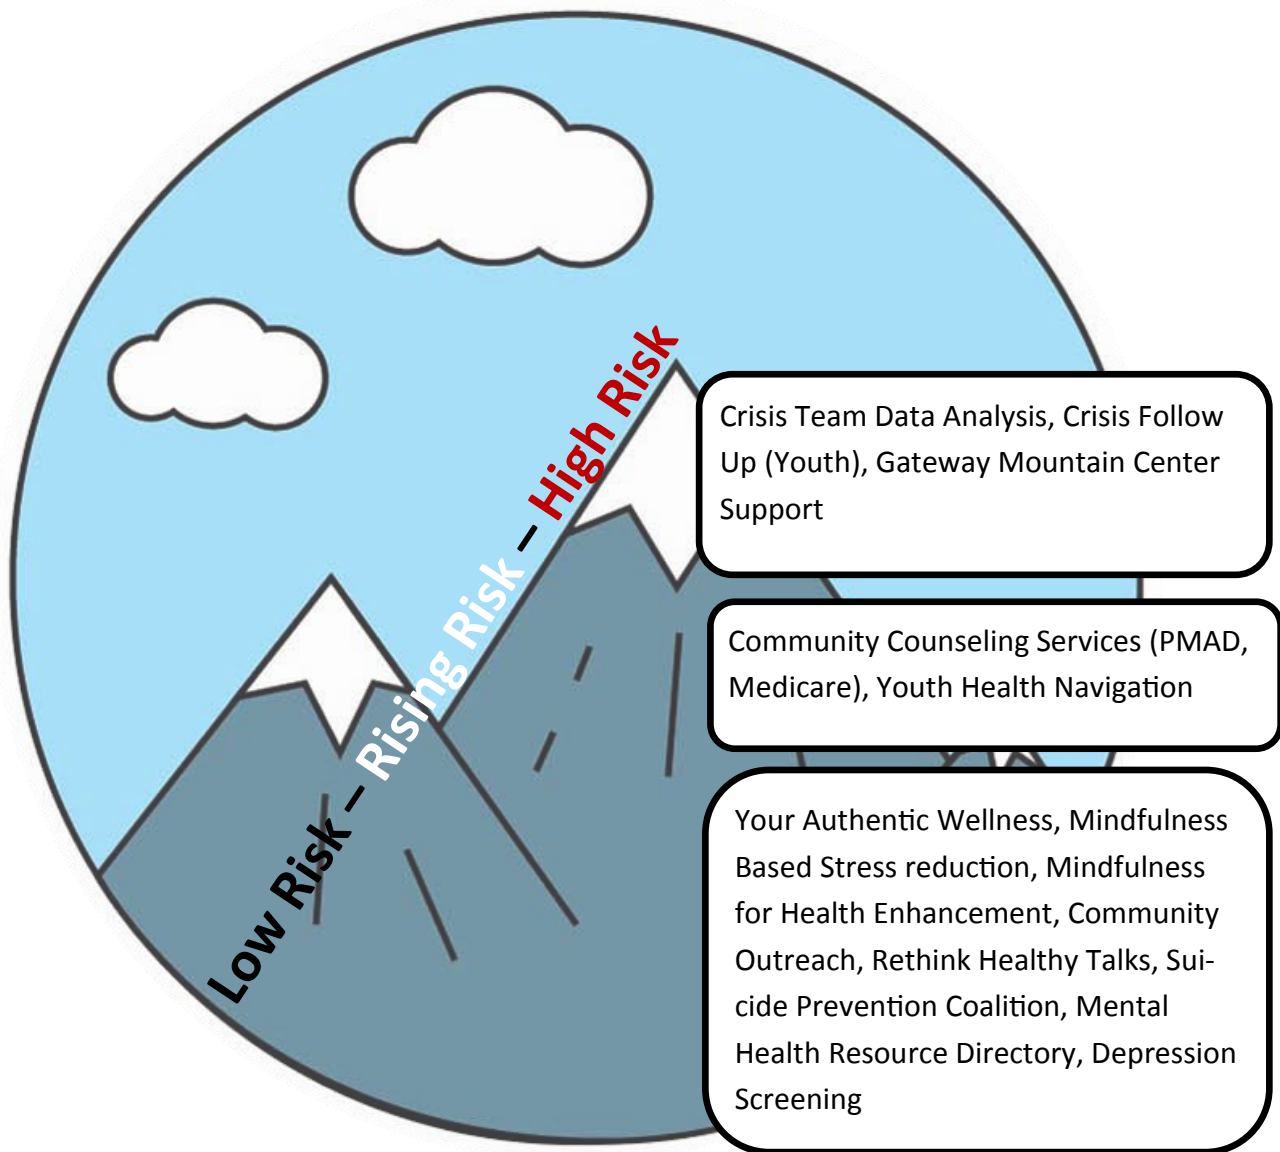 Low Risk – Rising Risk – High Risk
Crisis Team Data Analysis, Crisis Follow
Up (Youth), Gateway Mountain Center
Support
Community Counseling Services (PMAD,
Medicare), Youth Health Navigation
Your Authentic Wellness, Mindfulness
Based Stress reduction, Mindfulness
for Health Enhancement, Community
Outreach, Rethink Healthy Talks, Sui-
cide Prevention Coalition, Mental
Health Resource Directory, Depression
Screening